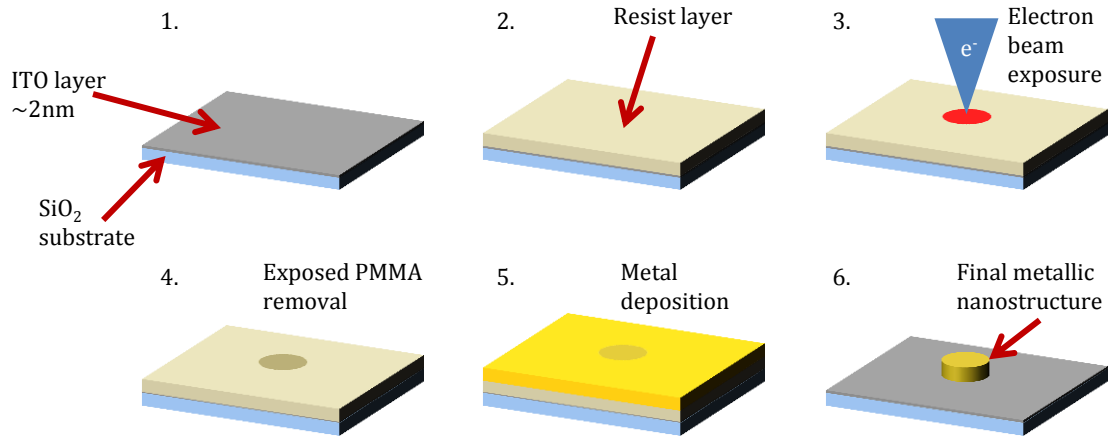 1.
ITO layer
~2nm
SiO₂
substrate
2.
Resist layer
3.
Electron
beam
exposure
e⁻
4.
Exposed PMMA
removal
5.
Metal
deposition
6.
Final metallic
nanostructure